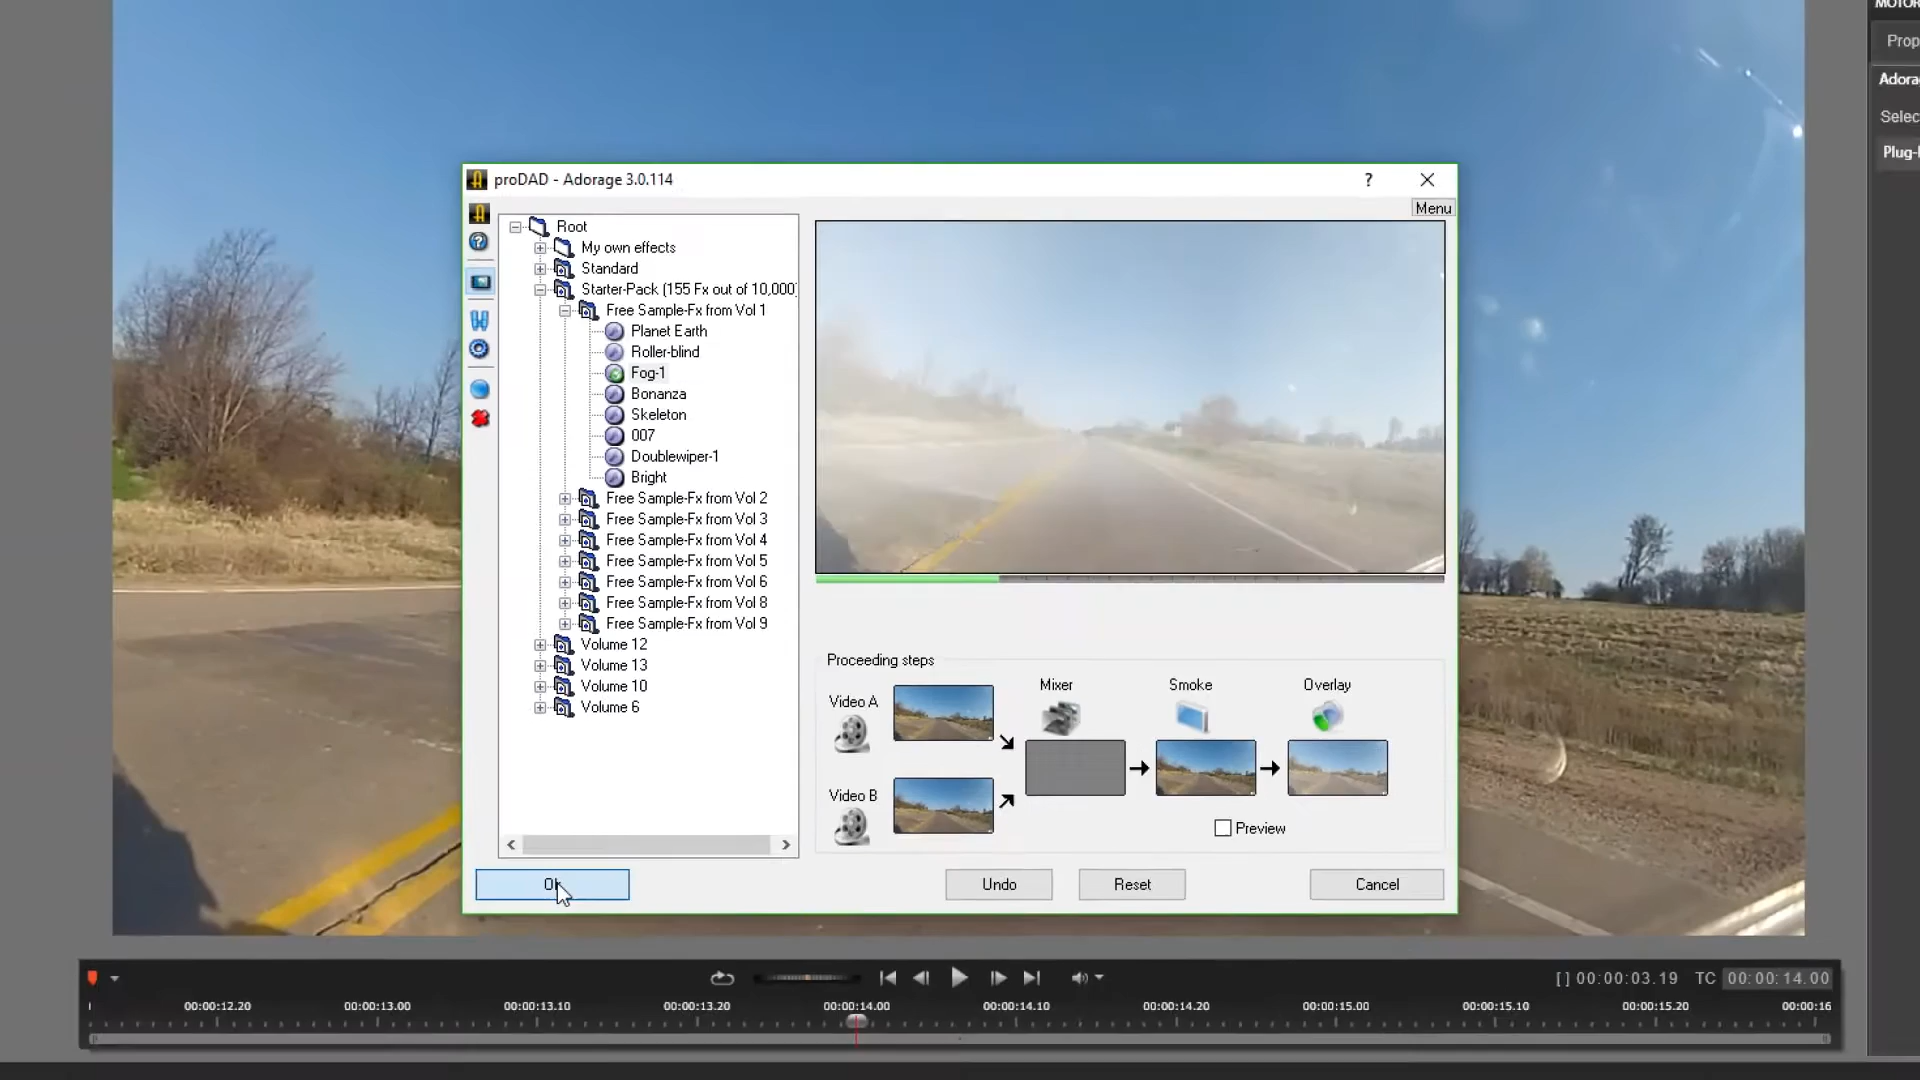 MOTOR
Prop
Adora
Selec
Plug-
proDAD - Adorage 3.0.114
?
Menu
Root
My own effects
Standard
Starter-Pack (155 Fx out of 10,000)
Free Sample-Fx from Vol 1
Planet Earth
Roller-blind
Fog-1
Bonanza
Skeleton
007
Doublewiper-1
Bright
Free Sample-Fx from Vol 2
Free Sample-Fx from Vol 3
Free Sample-Fx from Vol 4
Free Sample-Fx from Vol 5
Free Sample-Fx from Vol 6
Free Sample-Fx from Vol 8
Free Sample-Fx from Vol 9
Volume 12
Volume 13
Volume 10
Volume 6
Proceeding steps
Video A
Mixer
Smoke
Overlay
Video B
Preview
Ok
Undo
Reset
Cancel
[] 00:00:03.19 TC 00:00:14.00
00:00:12.20 00:00:13.00 00:00:13.10 00:00:13.20 00:00:14.00 00:00:14.10 00:00:14.20 00:00:15.00 00:00:15.10 00:00:15.20 00:00:16